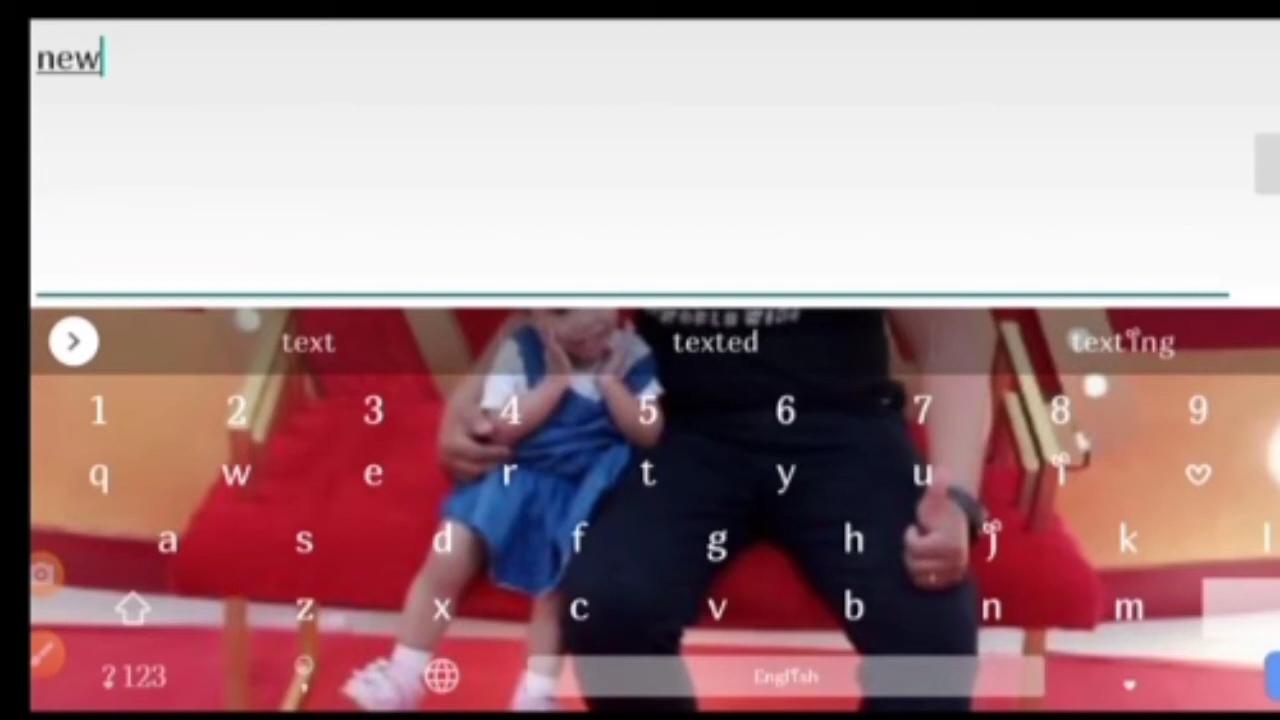 new
text texted texting
1 2 3 4 5 6 7 8 9
q w e r t y u i ♡
a s d f g h j k l
z x c v b n m
?123 , English